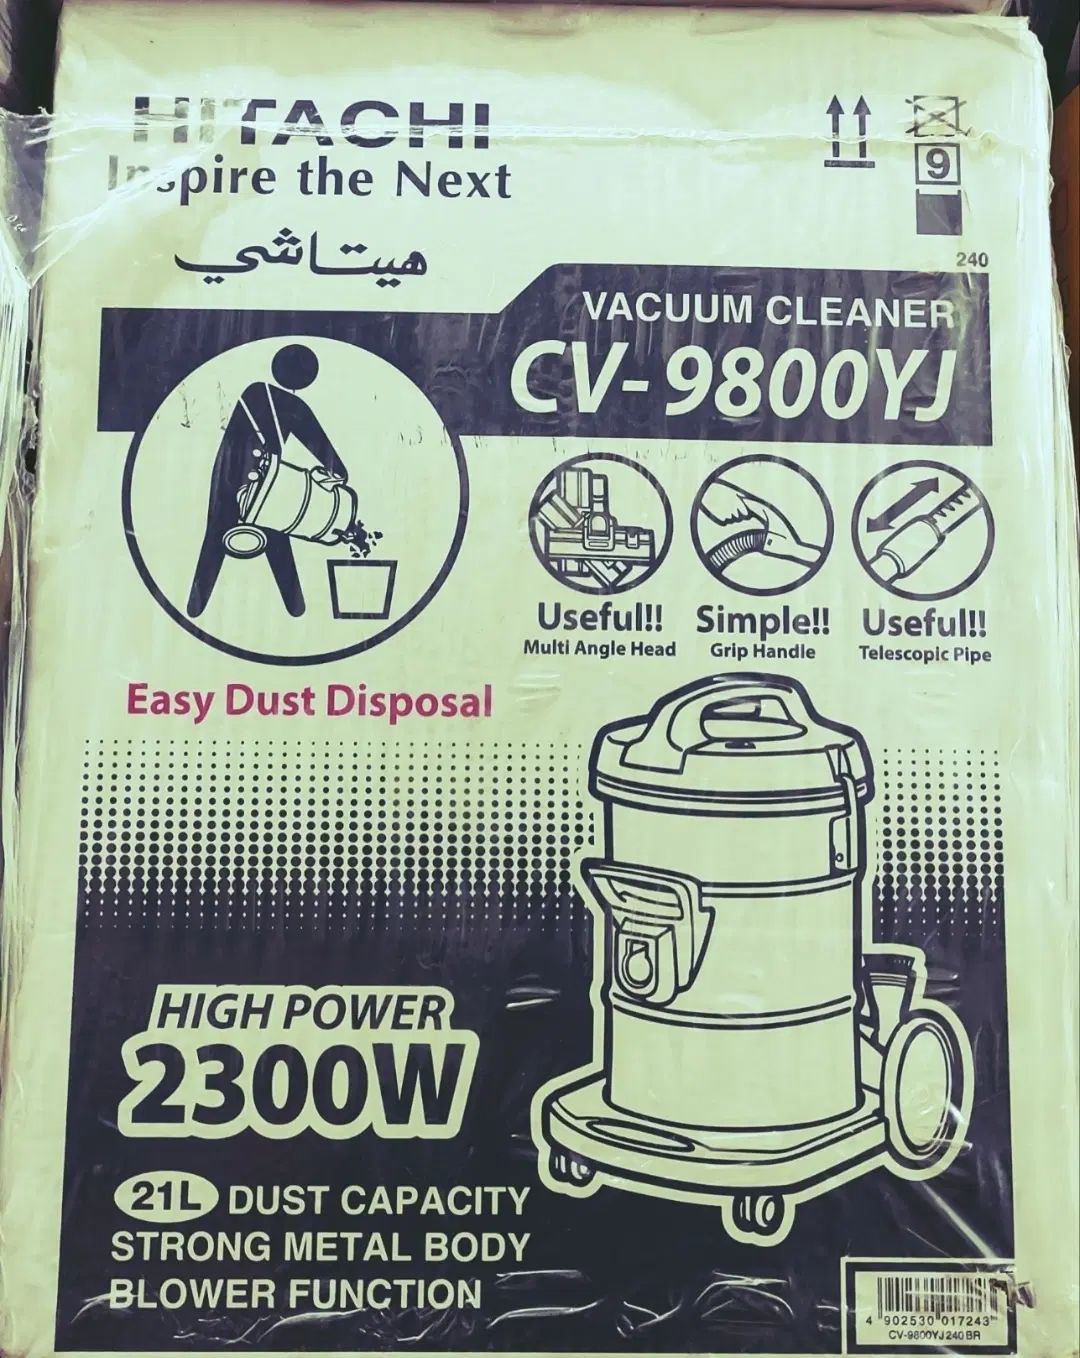 HITACHI
Inspire the Next
هيتاشي
9
240
VACUUM CLEANER
CV-9800YJ
Useful!!
Multi Angle Head
Simple!!
Grip Handle
Useful!!
Telescopic Pipe
Easy Dust Disposal
HIGH POWER
2300W
21L DUST CAPACITY
STRONG METAL BODY
BLOWER FUNCTION
4 902530 017243
CV-9800YJ 240 BR